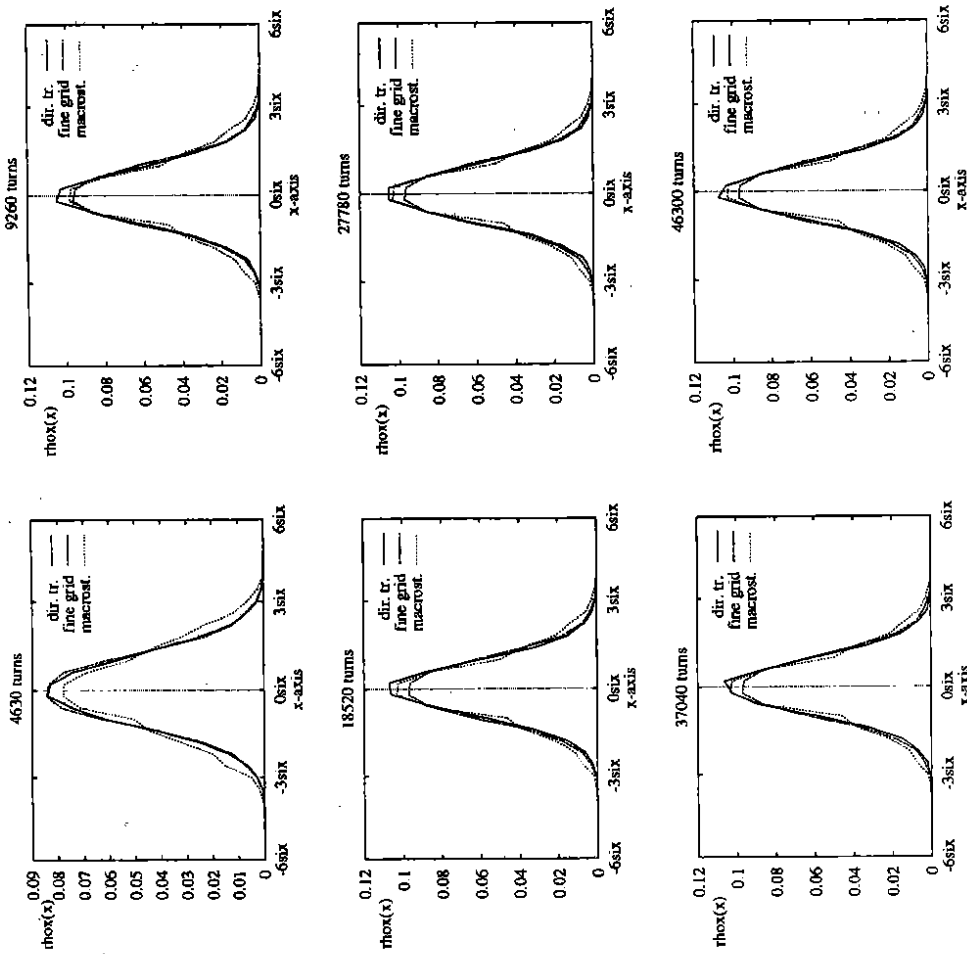 4630 turns
rhox(x)
0.09
0.08
0.07
0.06
0.05
0.04
0.03
0.02
0.01
0
dir. tr.
fine grid
macrost.
-6six
-3six
0six
3six
6six
x-axis
9260 turns
rhox(x)
0.12
0.1
0.08
0.06
0.04
0.02
0
dir. tr.
fine grid
macrost.
-6six
-3six
0six
3six
6six
x-axis
18520 turns
rhox(x)
0.12
0.1
0.08
0.06
0.04
0.02
0
dir. tr.
fine grid
macrost.
-6six
-3six
0six
3six
6six
x-axis
27780 turns
rhox(x)
0.12
0.1
0.08
0.06
0.04
0.02
0
dir. tr.
fine grid
macrost.
-6six
-3six
0six
3six
6six
x-axis
37040 turns
rhox(x)
0.12
0.1
0.08
0.06
0.04
0.02
0
dir. tr.
fine grid
macrost.
-6six
-3six
0six
3six
6six
x-axis
46300 turns
rhox(x)
0.12
0.1
0.08
0.06
0.04
0.02
0
dir. tr.
fine grid
macrost.
-6six
-3six
0six
3six
6six
x-axis